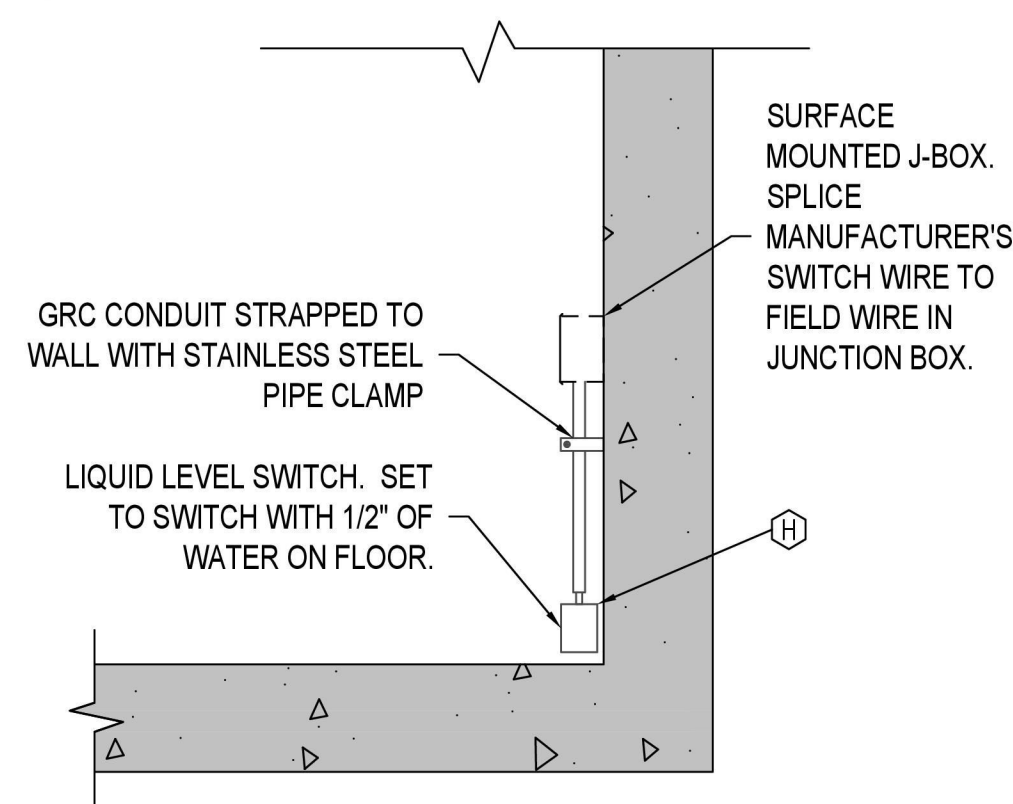 SURFACE
MOUNTED J-BOX.
SPLICE
MANUFACTURER'S
SWITCH WIRE TO
FIELD WIRE IN
JUNCTION BOX.
GRC CONDUIT STRAPPED TO
WALL WITH STAINLESS STEEL
PIPE CLAMP
LIQUID LEVEL SWITCH. SET
TO SWITCH WITH 1/2" OF
WATER ON FLOOR.
H